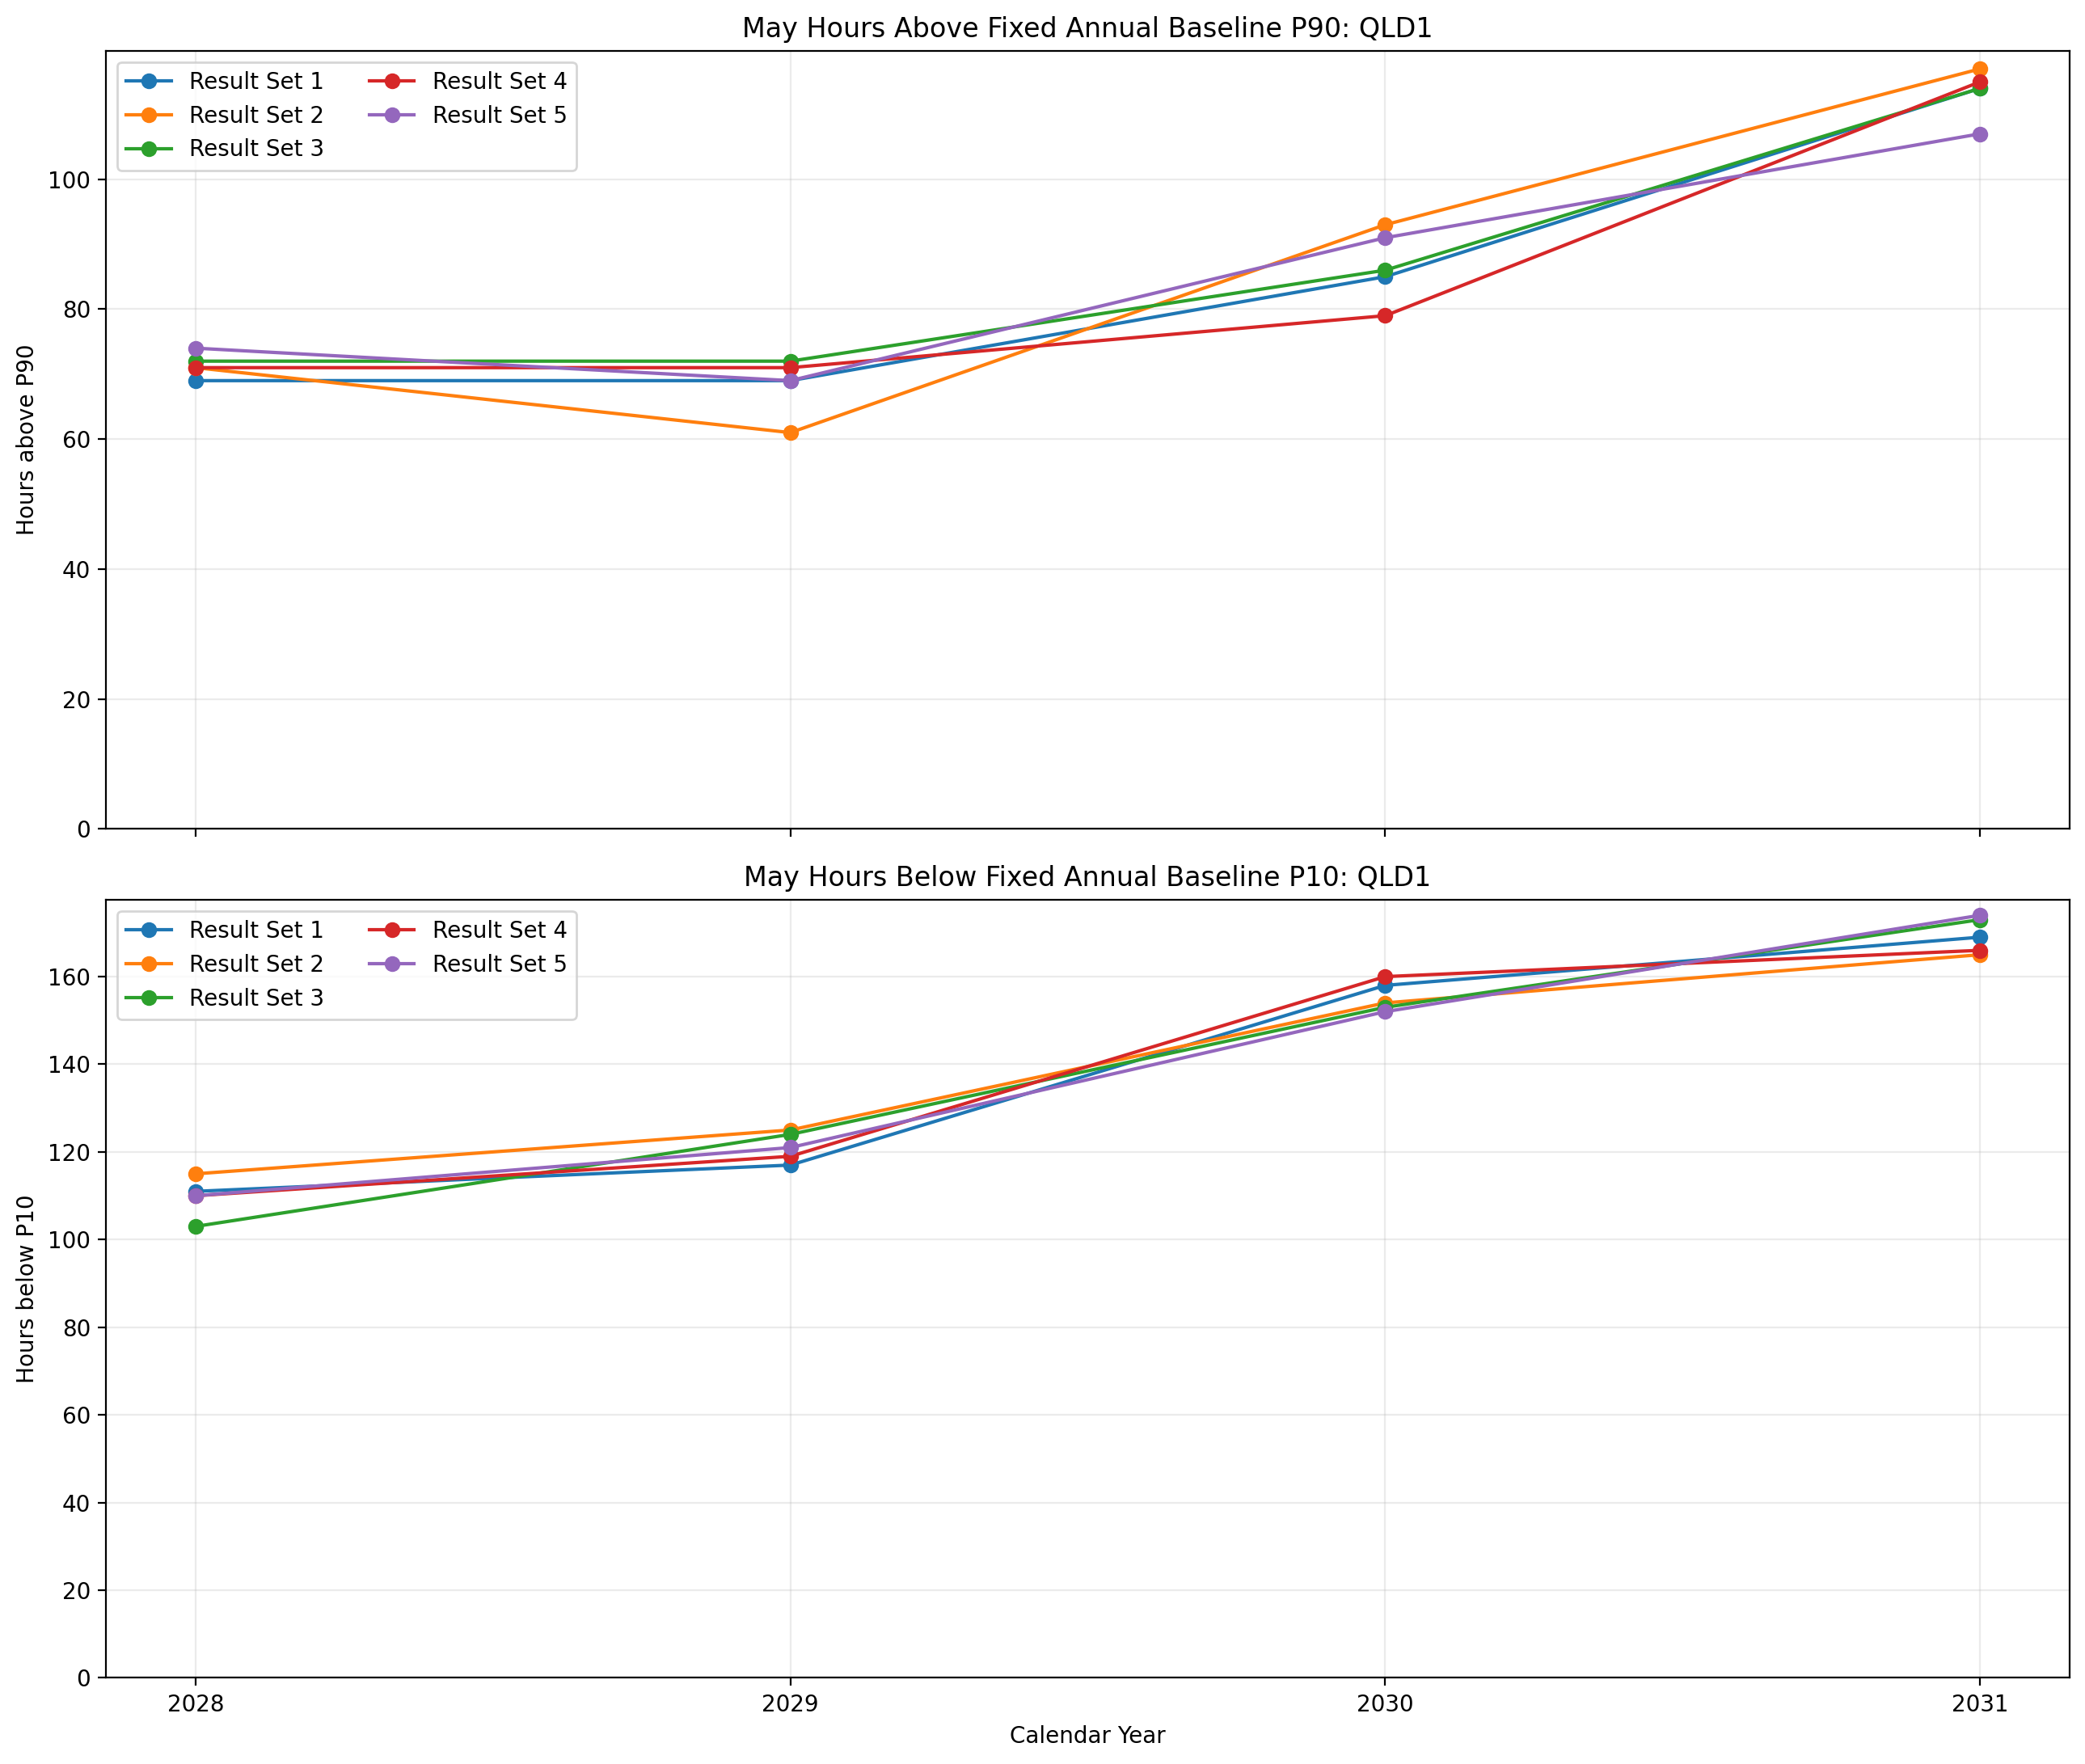 May Hours Above Fixed Annual Baseline P90: QLD1
Result Set 1
Result Set 2
Result Set 3
Result Set 4
Result Set 5
Hours above P90
100
80
60
40
20
0
May Hours Below Fixed Annual Baseline P10: QLD1
Result Set 1
Result Set 2
Result Set 3
Result Set 4
Result Set 5
Hours below P10
160
140
120
100
80
60
40
20
0
2028
2029
2030
2031
Calendar Year